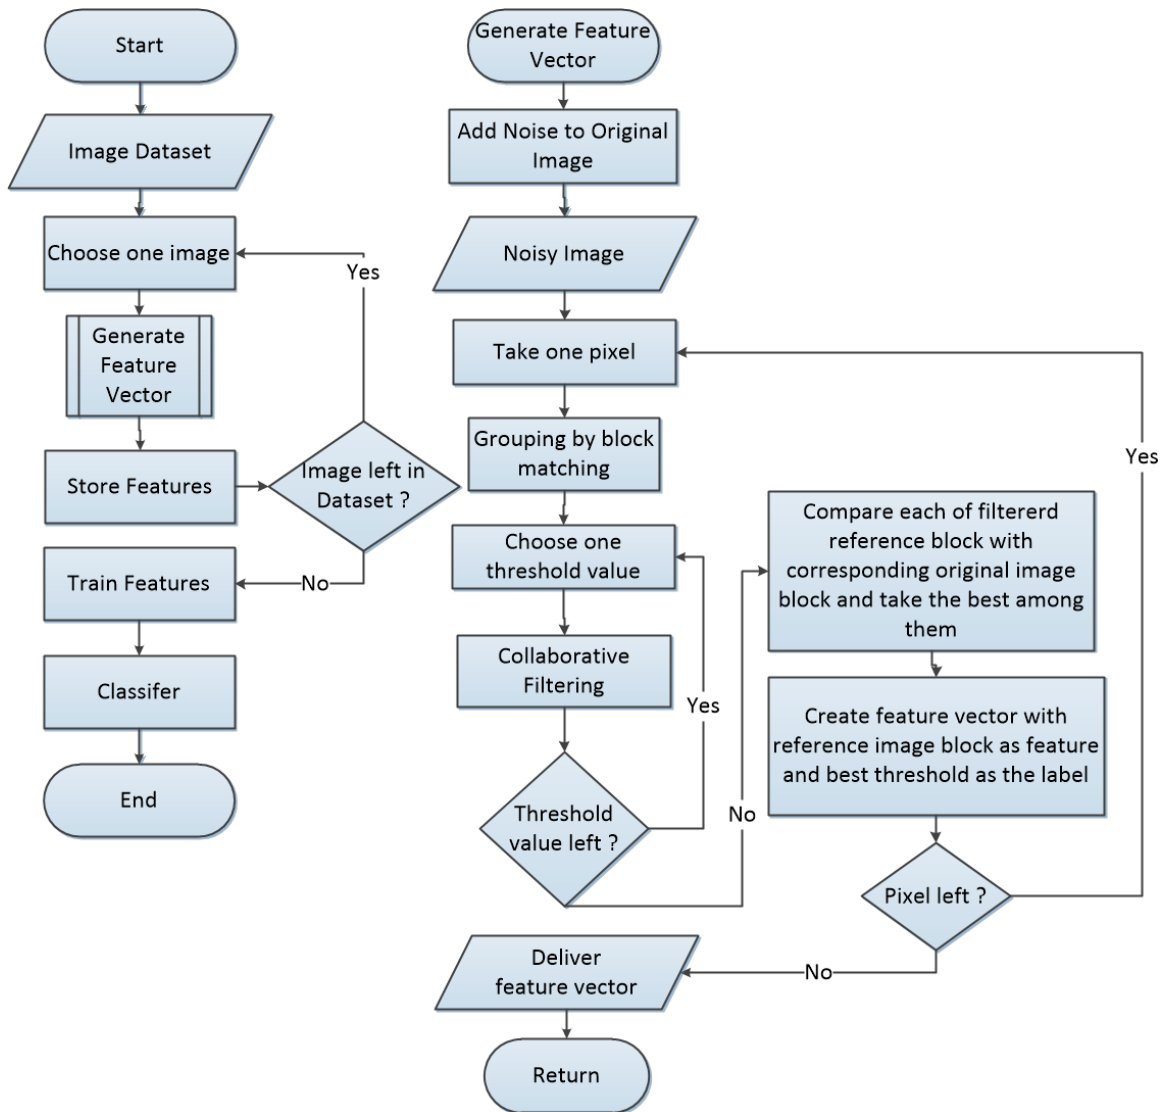 Start
Image Dataset
Choose one image
Yes
Generate
Feature
Vector
Store Features
Image left in
Dataset ?
Train Features
No
Classifer
End
Generate Feature
Vector
Add Noise to Original
Image
Noisy Image
Take one pixel
Grouping by block
matching
Choose one
threshold value
Collaborative
Filtering
Yes
Threshold
value left ?
No
Compare each of filtererd
reference block with
corresponding original image
block and take the best among
them
Create feature vector with
reference image block as feature
and best threshold as the label
Pixel left ?
Yes
No
Deliver
feature vector
Return